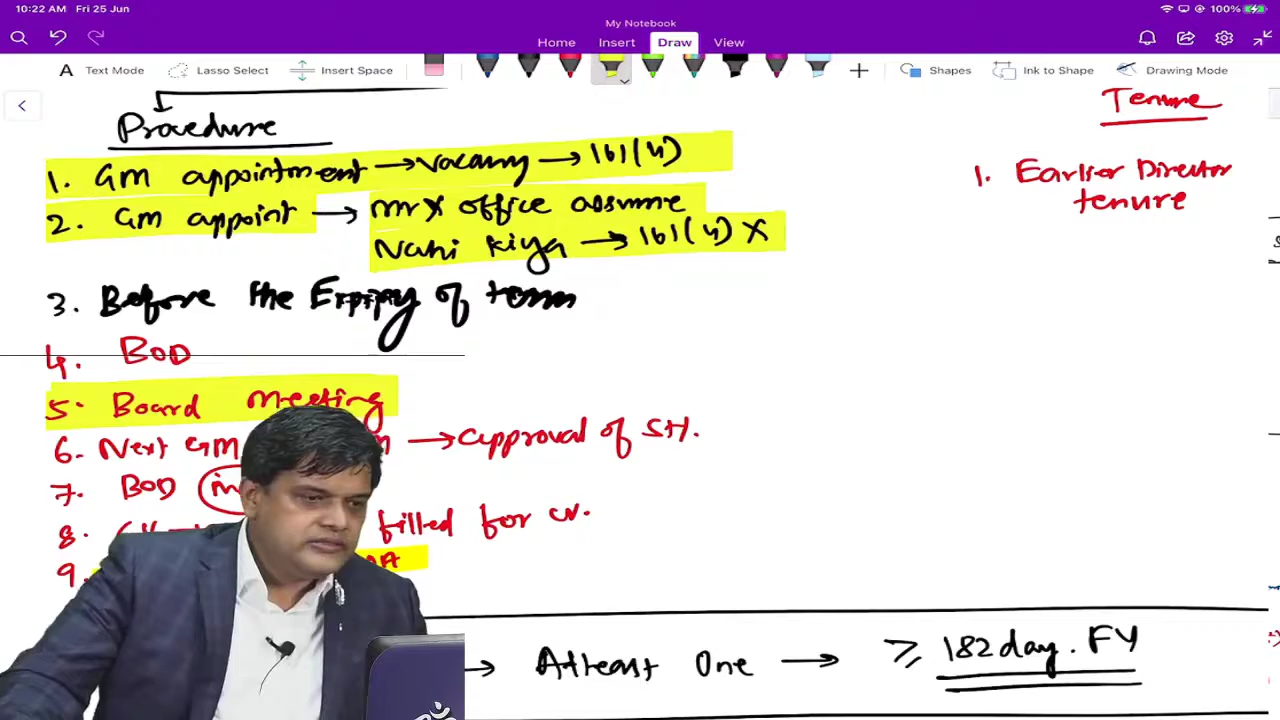 10:22 AM Fri 25 Jun
100%
My Notebook
Home Insert Draw View
A Text Mode Lasso Select Insert Space Shapes Ink to Shape Drawing Mode
Procedure
1. GM appointment → vacancy → 161(4)
2. GM appoint → Mr X office assume
Nahi kiya → 161(4) X
3. Before the Expipy of term
4. BOD
5. Board Meeting
6. Next GM → approval of SH.
7. BOD
8. filled for cv.
9.
Tenure
1. Earlier Director
tenure
→ Atleast One → ≥ 182 day. FY